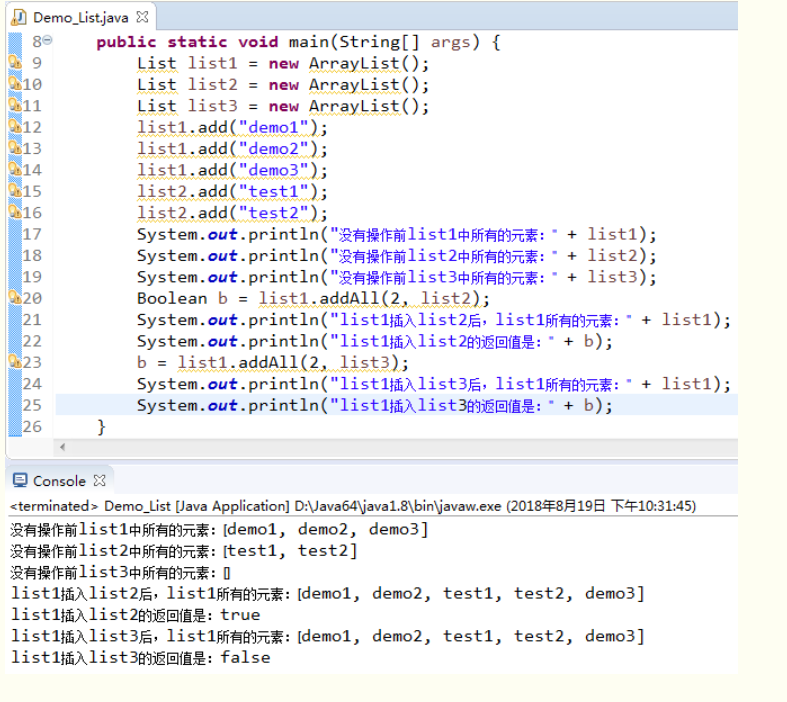 Demo_List.java
8 public static void main(String[] args) {
9 List list1 = new ArrayList();
10 List list2 = new ArrayList();
11 List list3 = new ArrayList();
12 list1.add("demo1");
13 list1.add("demo2");
14 list1.add("demo3");
15 list2.add("test1");
16 list2.add("test2");
17 System.out.println("没有操作前list1中所有的元素：" + list1);
18 System.out.println("没有操作前list2中所有的元素：" + list2);
19 System.out.println("没有操作前list3中所有的元素：" + list3);
20 Boolean b = list1.addAll(2, list2);
21 System.out.println("list1插入list2后，list1所有的元素：" + list1);
22 System.out.println("list1插入list2的返回值是：" + b);
23 b = list1.addAll(2, list3);
24 System.out.println("list1插入list3后，list1所有的元素：" + list1);
25 System.out.println("list1插入list3的返回值是：" + b);
26 }
Console
<terminated> Demo_List [Java Application] D:\Java64\java1.8\bin\javaw.exe (2018年8月19日 下午10:31:45)
没有操作前list1中所有的元素：[demo1, demo2, demo3]
没有操作前list2中所有的元素：[test1, test2]
没有操作前list3中所有的元素：[]
list1插入list2后，list1所有的元素：[demo1, demo2, test1, test2, demo3]
list1插入list2的返回值是：true
list1插入list3后，list1所有的元素：[demo1, demo2, test1, test2, demo3]
list1插入list3的返回值是：false